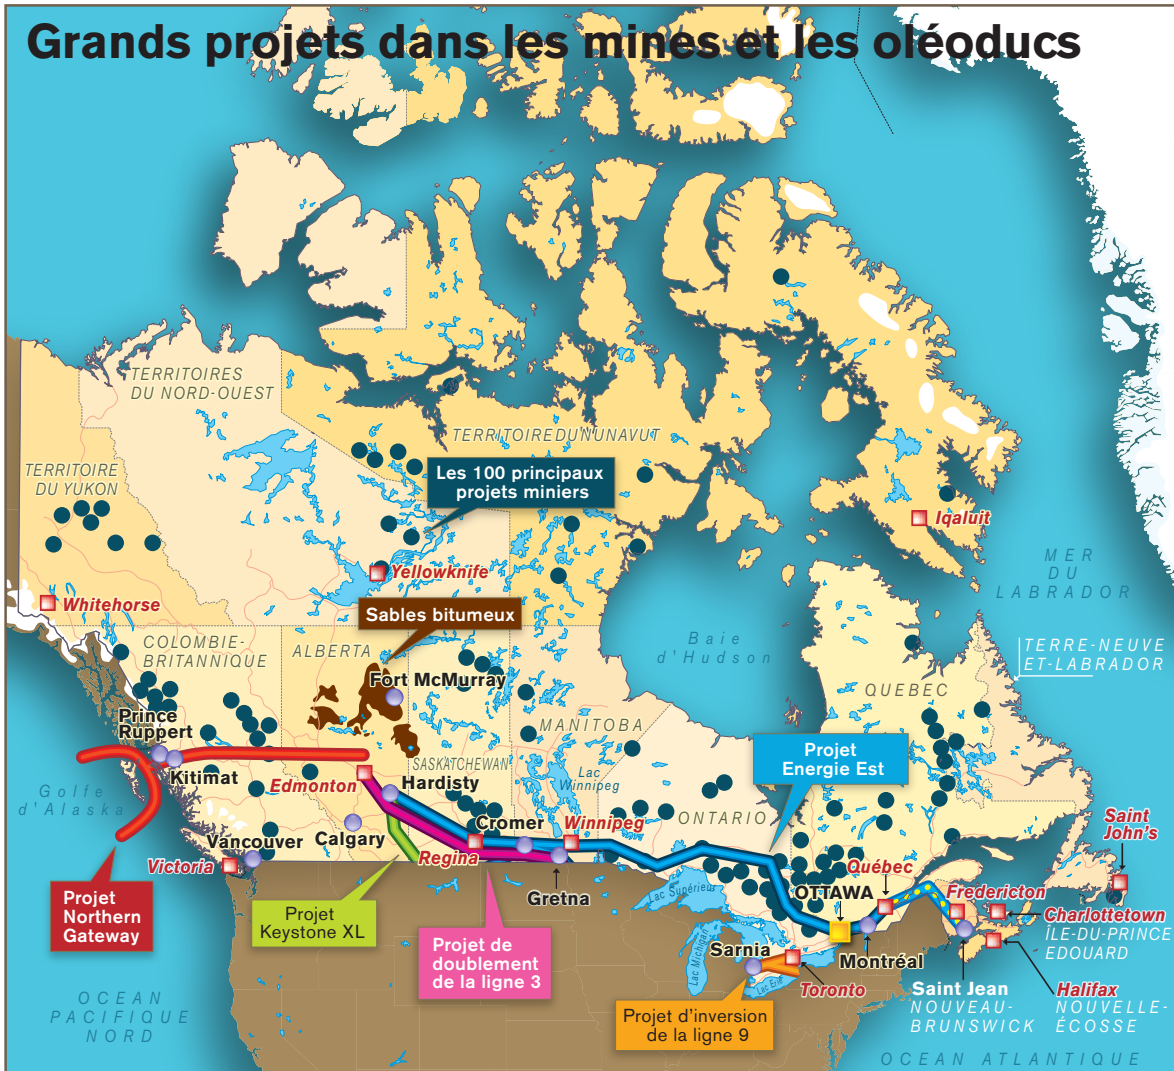 Grands projets dans les mines et les oléoducs
TERRITOIRES
DU NORD-OUEST
TERRITOIRE DU NUNAVUT
TERRITOIRE
DU YUKON
Les 100 principaux
projets miniers
Iqaluit
Yellowknife
Whitehorse
MER
DU
LABRADOR
Sables bitumeux
COLOMBIE-
BRITANNIQUE
ALBERTA
Baie
d'Hudson
TERRE-NEUVE
ET-LABRADOR
Fort McMurray
QUEBEC
Prince
Ruppert
Kitimat
MANITOBA
SASKATCHEWAN
Projet
Energie Est
Lac
Winnipeg
Golfe
d'Alaska
Edmonton
Hardisty
ONTARIO
Saint
John's
Vancouver
Calgary
Cromer
Winnipeg
Victoria
Regina
Québec
OTTAWA
Lac Supérieur
Fredericton
Gretna
Projet
Northern
Gateway
Projet
Keystone XL
Charlottetown
ÎLE-DU-PRINCE
EDOUARD
Projet de
doublement
de la ligne 3
Lac Michigan
Sarnia
Montréal
Toronto
Lac Erié
Saint Jean
NOUVEAU-
BRUNSWICK
Halifax
NOUVELLE-
ÉCOSSE
OCEAN
PACIFIQUE
NORD
Projet d'inversion
de la ligne 9
OCEAN ATLANTIQUE